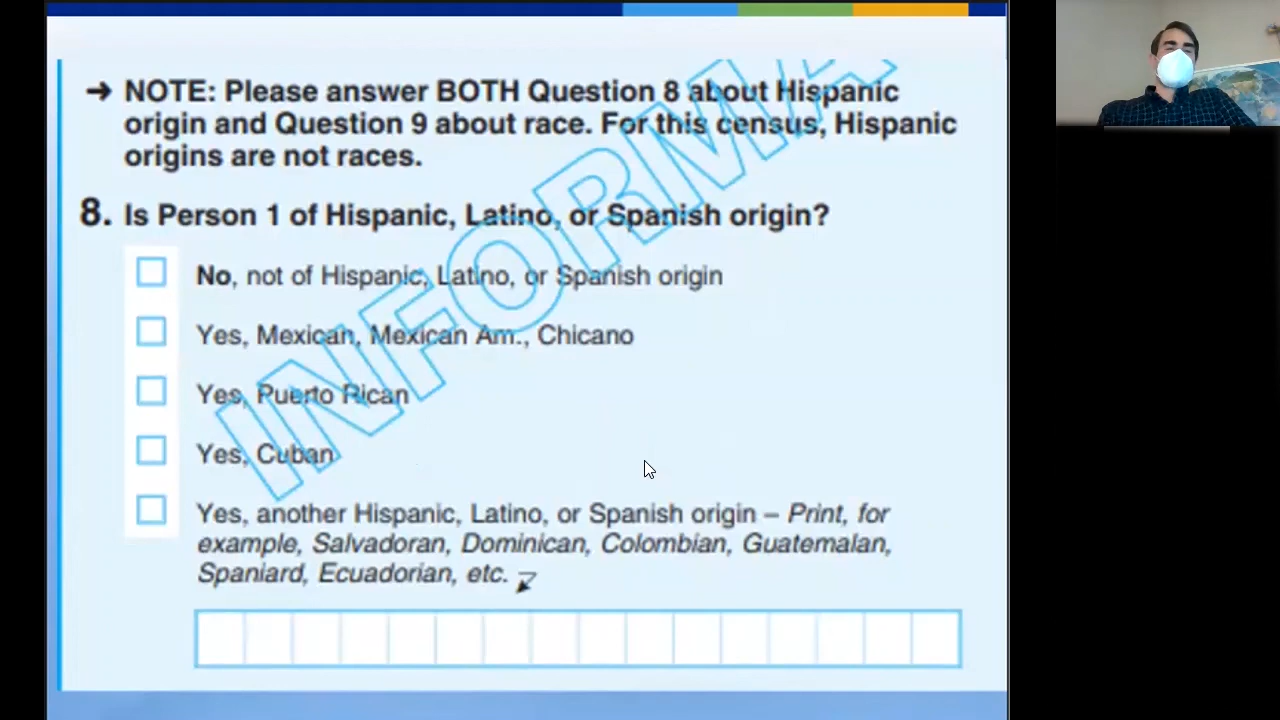 ➔ NOTE: Please answer BOTH Question 8 about Hispanic
origin and Question 9 about race. For this census, Hispanic
origins are not races.
8. Is Person 1 of Hispanic, Latino, or Spanish origin?
No, not of Hispanic, Latino, or Spanish origin
Yes, Mexican, Mexican Am., Chicano
Yes, Puerto Rican
Yes, Cuban
Yes, another Hispanic, Latino, or Spanish origin – Print, for
example, Salvadoran, Dominican, Colombian, Guatemalan,
Spaniard, Ecuadorian, etc.
INFORMA